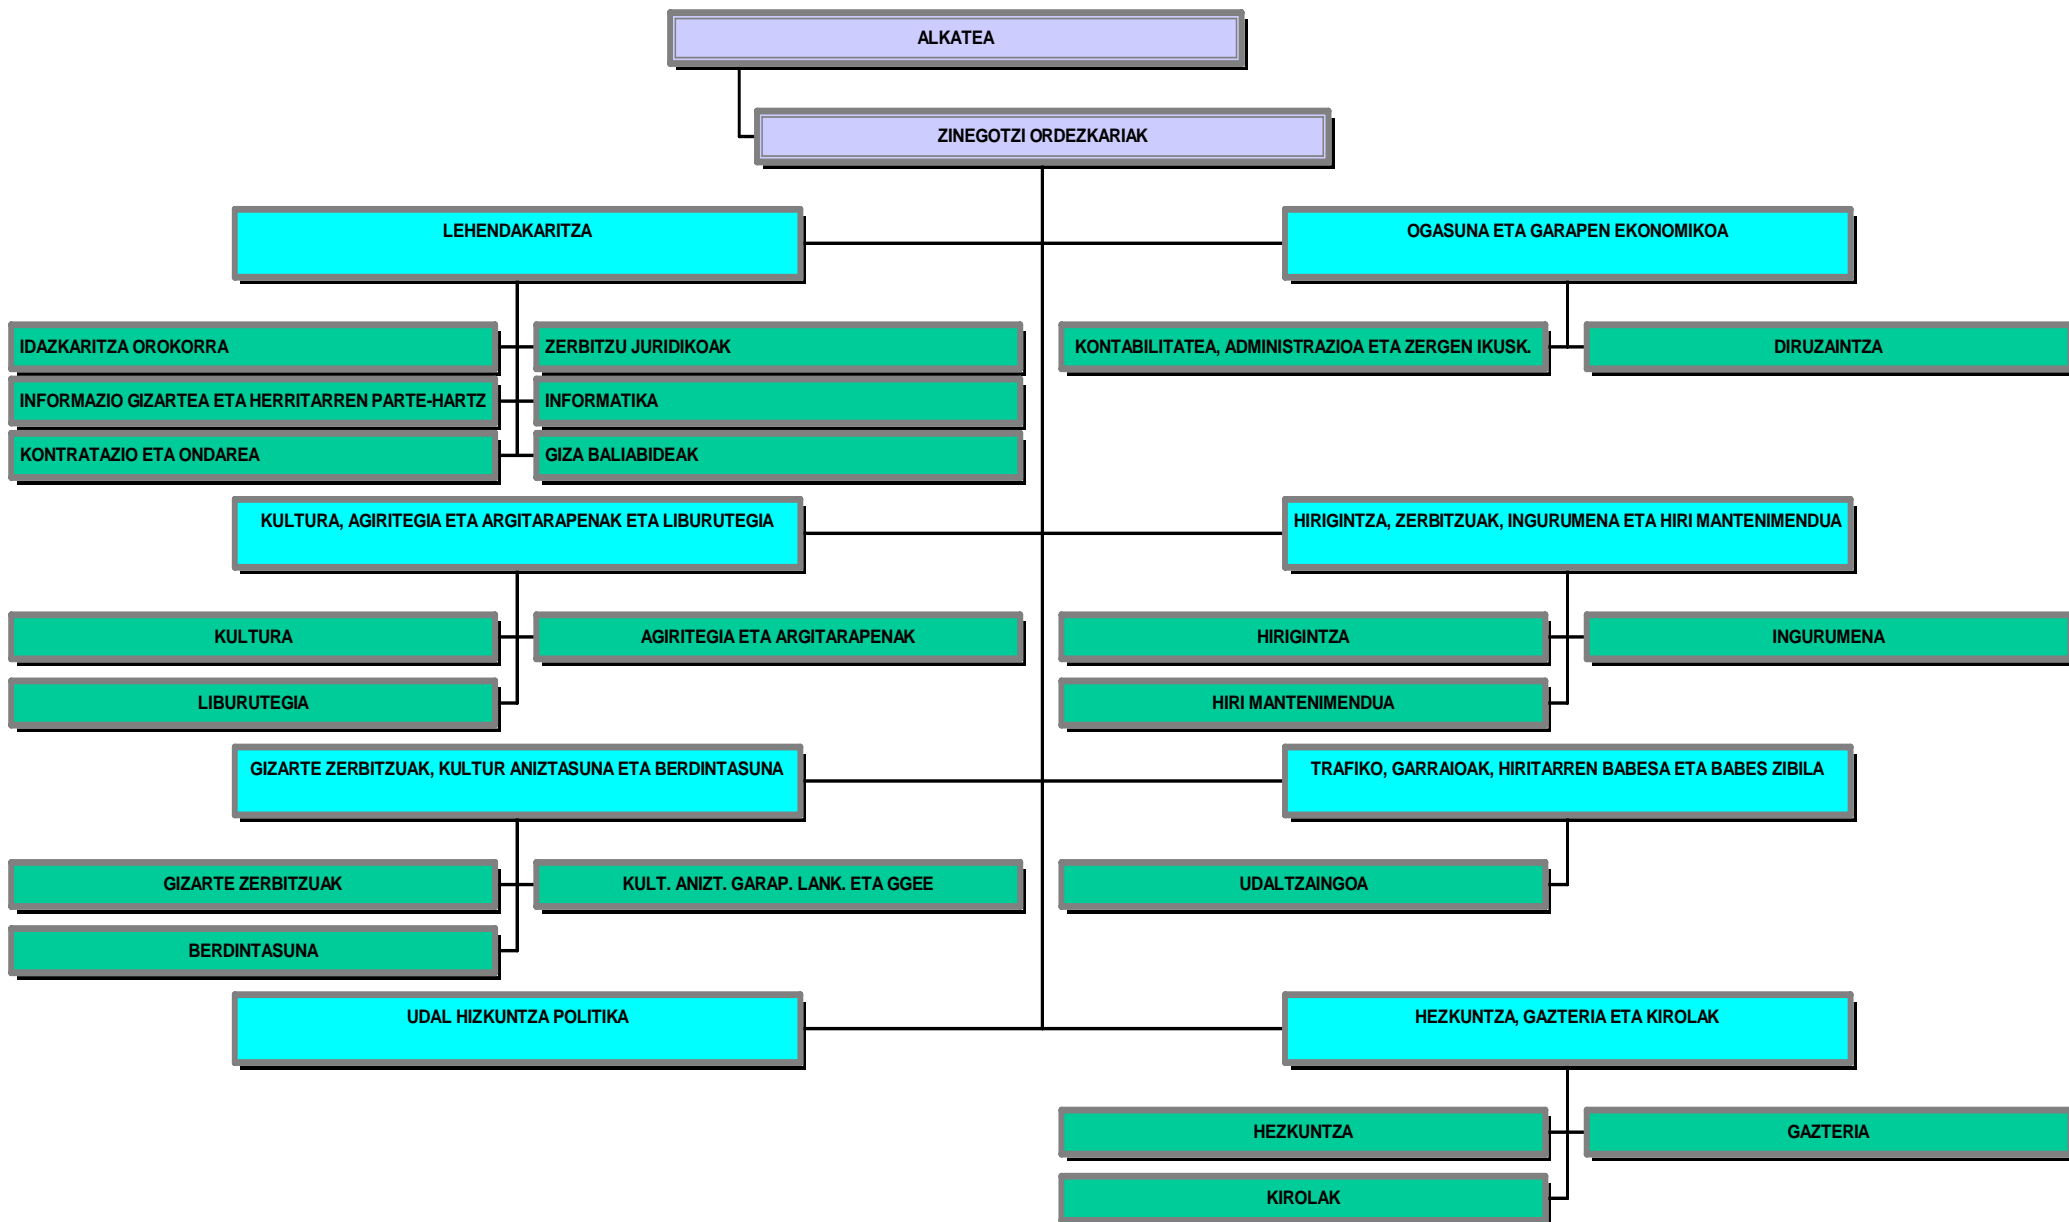 ALKATEA
ZINEGOTZI ORDEZKARIAK
LEHENDAKARITZA
OGASUNA ETA GARAPEN EKONOMIKOA
IDAZKARITZA OROKORRA
ZERBITZU JURIDIKOAK
KONTABILITATEA, ADMINISTRAZIOA ETA ZERGEN IKUSK.
DIRUZAINTZA
INFORMAZIO GIZARTEA ETA HERRITARREN PARTE-HARTZ
INFORMATIKA
KONTRATAZIO ETA ONDAREA
GIZA BALIABIDEAK
KULTURA, AGIRITEGIA ETA ARGITARAPENAK ETA LIBURUTEGIA
HIRIGINTZA, ZERBITZUAK, INGURUMENA ETA HIRI MANTENIMENDUA
KULTURA
AGIRITEGIA ETA ARGITARAPENAK
HIRIGINTZA
INGURUMENA
LIBURUTEGIA
HIRI MANTENIMENDUA
GIZARTE ZERBITZUAK, KULTUR ANIZTASUNA ETA BERDINTASUNA
TRAFIKO, GARRAIOAK, HIRITARREN BABESA ETA BABES ZIBILA
GIZARTE ZERBITZUAK
KULT. ANIZT. GARAP. LANK. ETA GGEE
UDALTZAINGOA
BERDINTASUNA
UDAL HIZKUNTZA POLITIKA
HEZKUNTZA, GAZTERIA ETA KIROLAK
HEZKUNTZA
GAZTERIA
KIROLAK